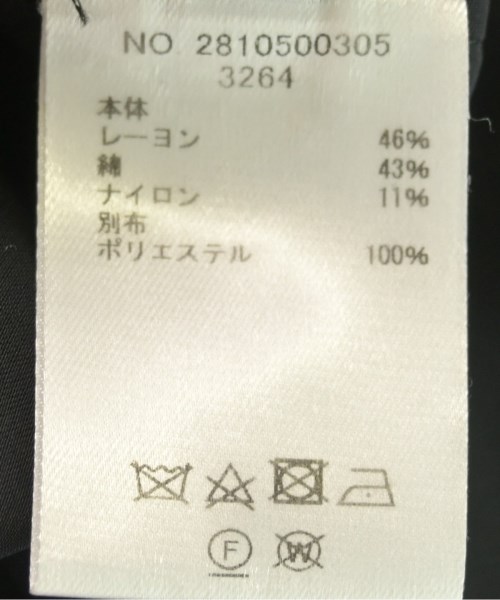 NO 2810500305
3264
本体
レーヨン 46%
綿 43%
ナイロン 11%
別布
ポリエステル 100%
F
W